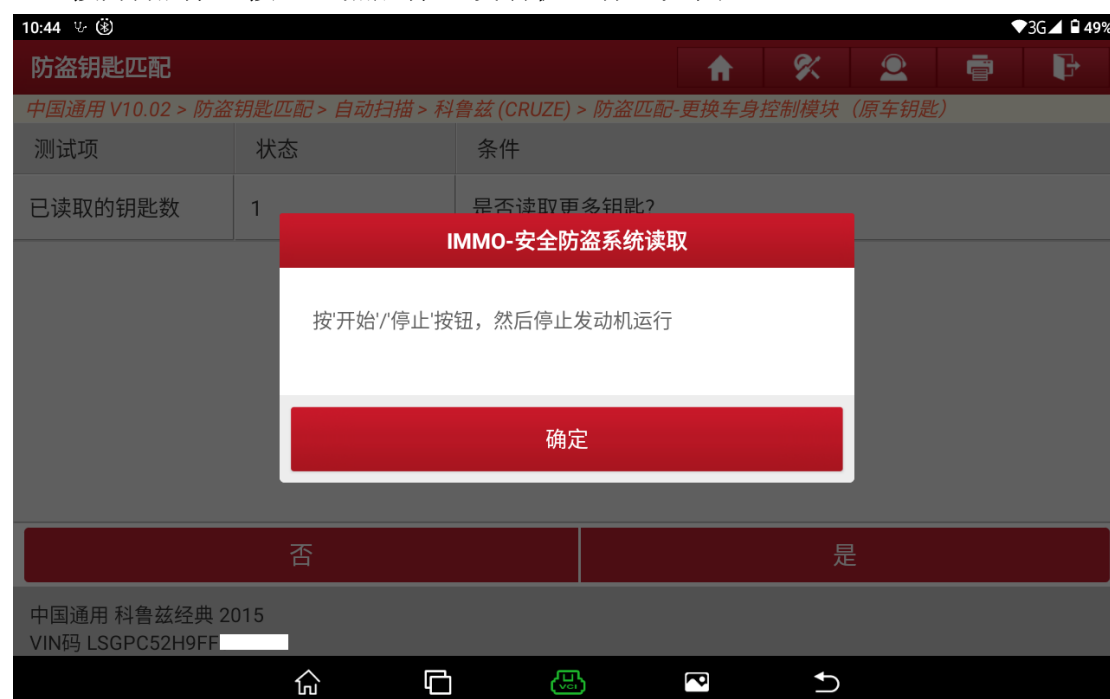 10:44
3G 49%
防盗钥匙匹配
中国通用 V10.02 > 防盗钥匙匹配 > 自动扫描 > 科鲁兹 (CRUZE) > 防盗匹配-更换车身控制模块（原车钥匙）
测试项 状态 条件
已读取的钥匙数 1 是否读取更多钥匙?
IMMO-安全防盗系统读取
按'开始'/'停止'按钮，然后停止发动机运行
确定
否 是
中国通用 科鲁兹经典 2015
VIN码 LSGPC52H9FF
VCI